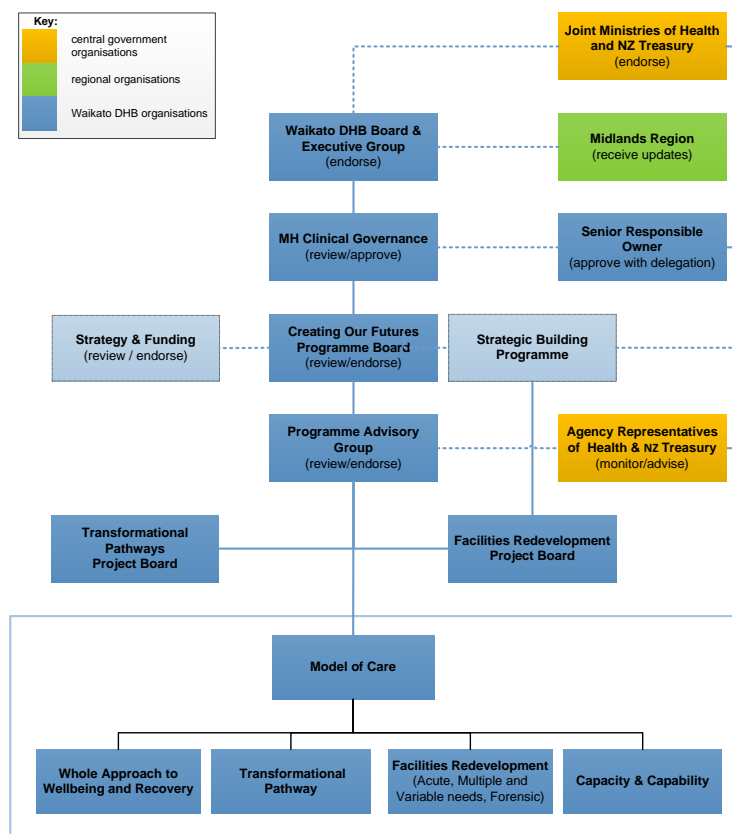 Key:
central government
organisations
regional organisations
Waikato DHB organisations
Joint Ministries of Health
and NZ Treasury
(endorse)
Waikato DHB Board &
Executive Group
(endorse)
Midlands Region
(receive updates)
MH Clinical Governance
(review/approve)
Senior Responsible
Owner
(approve with delegation)
Strategy & Funding
(review / endorse)
Creating Our Futures
Programme Board
(review/endorse)
Strategic Building
Programme
Programme Advisory
Group
(review/endorse)
Agency Representatives
of Health & NZ Treasury
(monitor/advise)
Transformational
Pathways
Project Board
Facilities Redevelopment
Project Board
Model of Care
Whole Approach to
Wellbeing and Recovery
Transformational
Pathway
Facilities Redevelopment
(Acute, Multiple and
Variable needs, Forensic)
Capacity & Capability